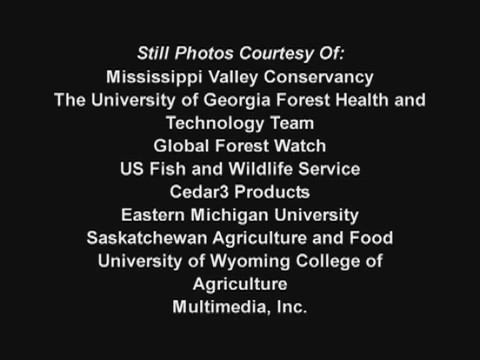 Still Photos Courtesy Of:
Mississippi Valley Conservancy
The University of Georgia Forest Health and
Technology Team
Global Forest Watch
US Fish and Wildlife Service
Cedar3 Products
Eastern Michigan University
Saskatchewan Agriculture and Food
University of Wyoming College of
Agriculture
Multimedia, Inc.